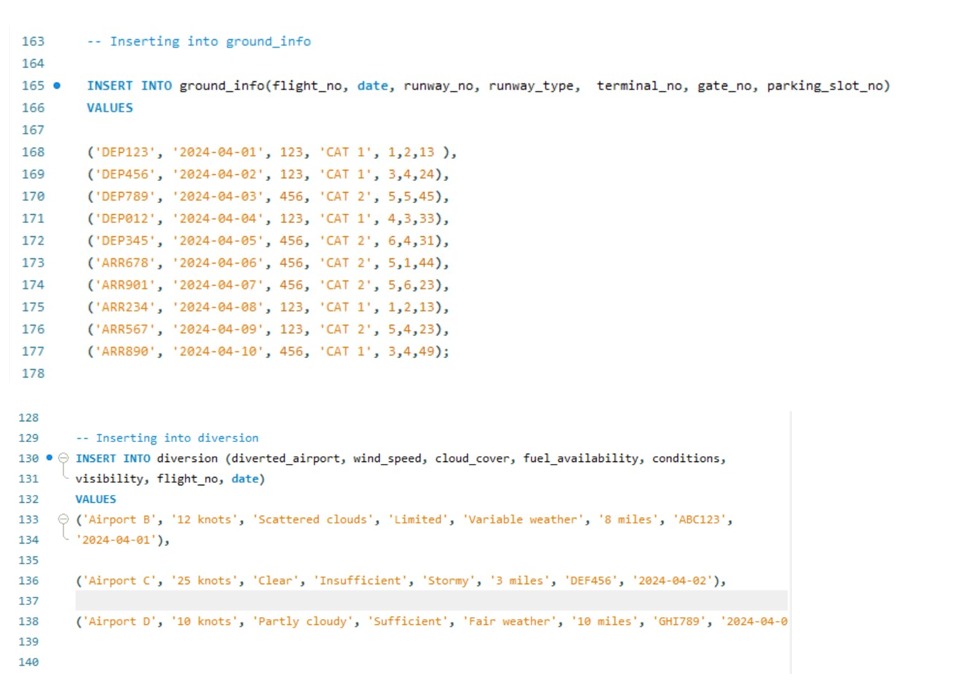 163 -- Inserting into ground_info
164
165 INSERT INTO ground_info(flight_no, date, runway_no, runway_type,  terminal_no, gate_no, parking_slot_no)
166 VALUES
167
168 ('DEP123', '2024-04-01', 123, 'CAT 1', 1,2,13 ),
169 ('DEP456', '2024-04-02', 123, 'CAT 1', 3,4,24),
170 ('DEP789', '2024-04-03', 456, 'CAT 2', 5,5,45),
171 ('DEP012', '2024-04-04', 123, 'CAT 1', 4,3,33),
172 ('DEP345', '2024-04-05', 456, 'CAT 2', 6,4,31),
173 ('ARR678', '2024-04-06', 456, 'CAT 2', 5,1,44),
174 ('ARR901', '2024-04-07', 456, 'CAT 2', 5,6,23),
175 ('ARR234', '2024-04-08', 123, 'CAT 1', 1,2,13),
176 ('ARR567', '2024-04-09', 123, 'CAT 2', 5,4,23),
177 ('ARR890', '2024-04-10', 456, 'CAT 1', 3,4,49);
178
128
129 -- Inserting into diversion
130 INSERT INTO diversion (diverted_airport, wind_speed, cloud_cover, fuel_availability, conditions,
131 visibility, flight_no, date)
132 VALUES
133 ('Airport B', '12 knots', 'Scattered clouds', 'Limited', 'Variable weather', '8 miles', 'ABC123',
134 '2024-04-01'),
135
136 ('Airport C', '25 knots', 'Clear', 'Insufficient', 'Stormy', '3 miles', 'DEF456', '2024-04-02'),
137
138 ('Airport D', '10 knots', 'Partly cloudy', 'Sufficient', 'Fair weather', '10 miles', 'GHI789', '2024-04-0
139
140